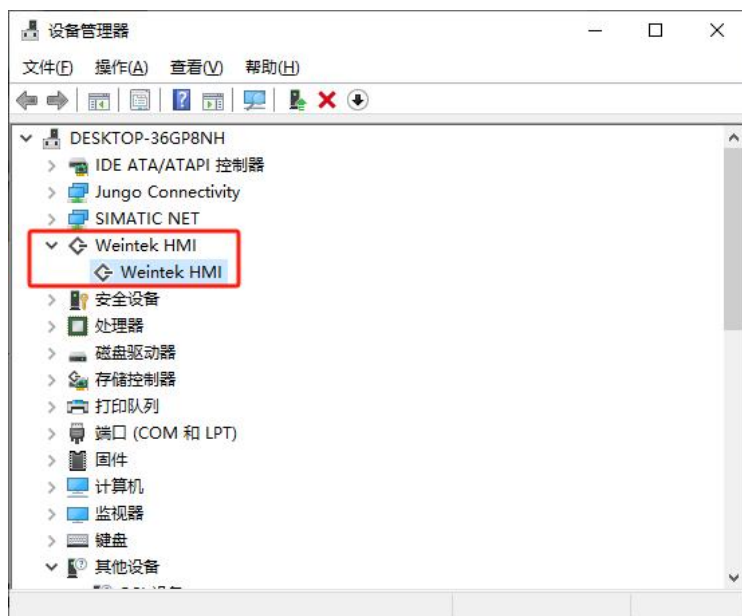 设备管理器
文件(F) 操作(A) 查看(V) 帮助(H)
DESKTOP-36GP8NH
IDE ATA/ATAPI 控制器
Jungo Connectivity
SIMATIC NET
Weintek HMI
Weintek HMI
安全设备
处理器
磁盘驱动器
存储控制器
打印队列
端口 (COM 和 LPT)
固件
计算机
监视器
键盘
其他设备